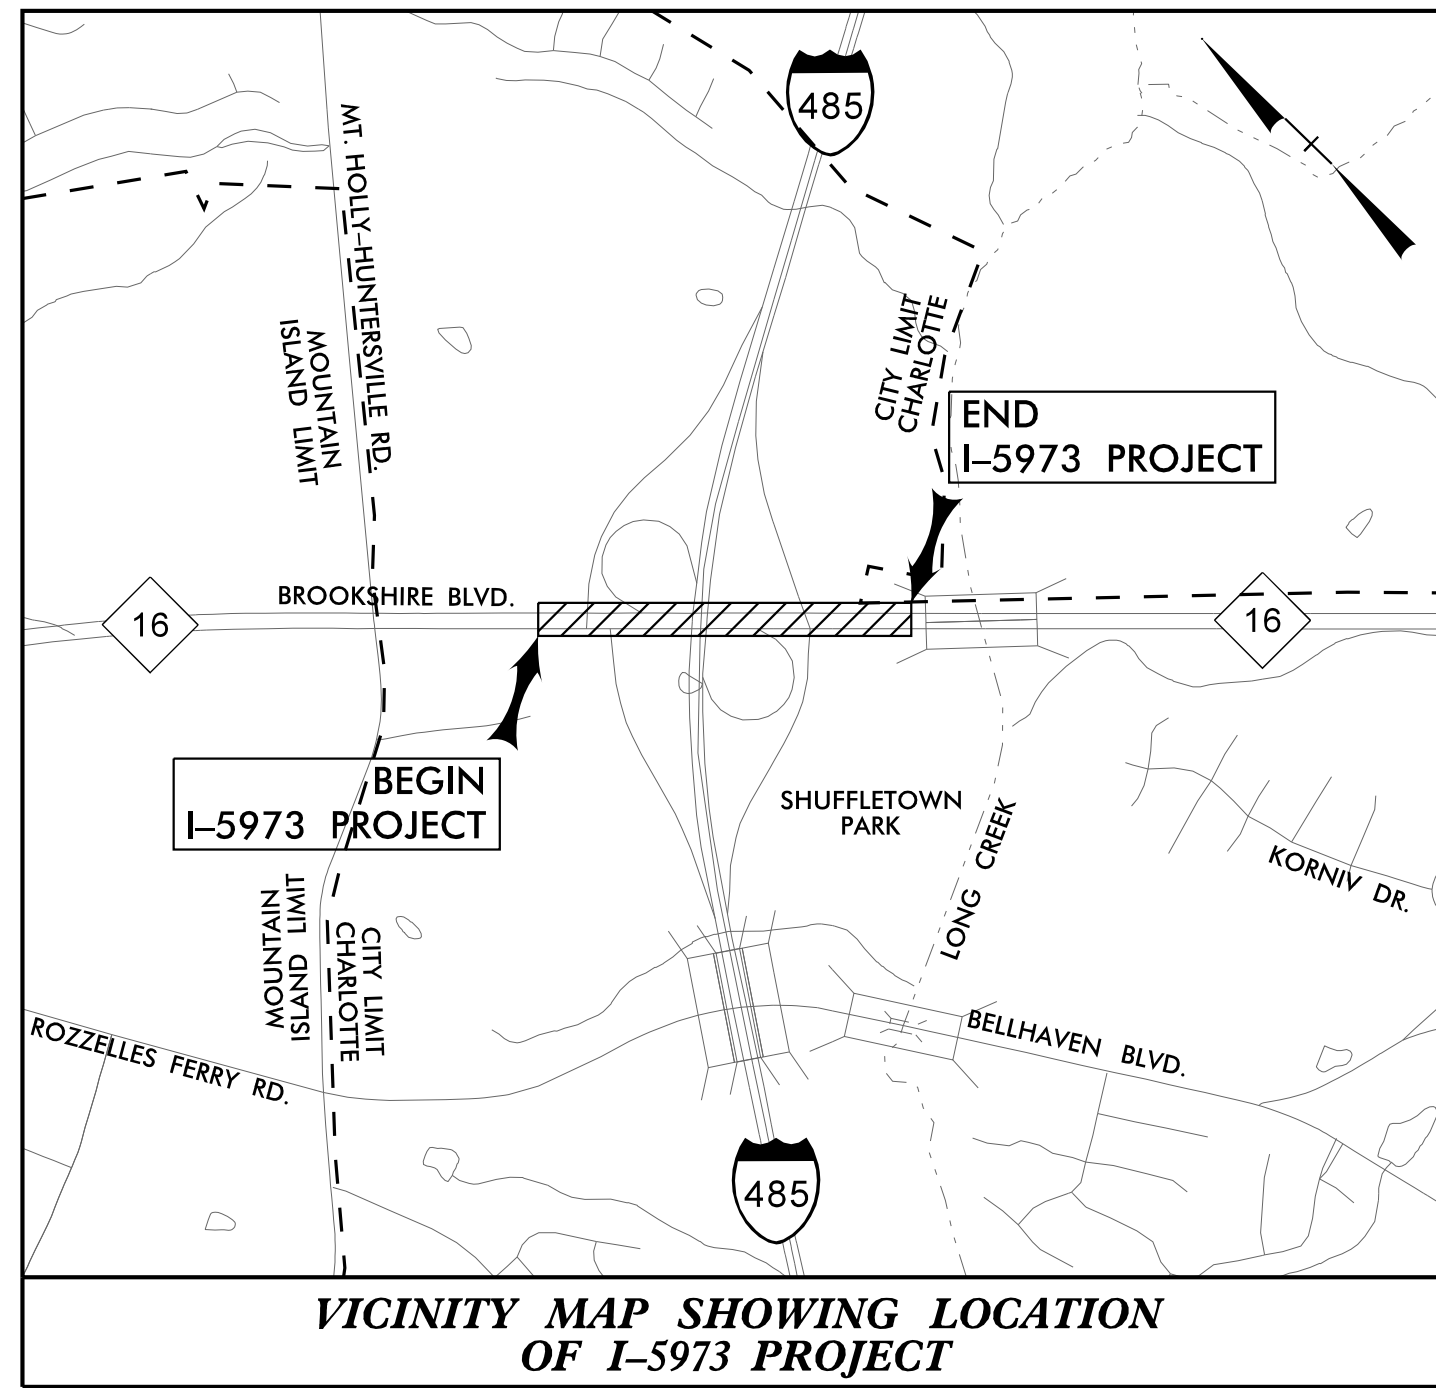 485
MT. HOLLY–HUNTERSVILLE RD.
MOUNTAIN
ISLAND LIMIT
CITY LIMIT
CHARLOTTE
END
I–5973 PROJECT
BROOKSHIRE BLVD.
16
16
BEGIN
I–5973 PROJECT
SHUFFLETOWN
PARK
LONG CREEK
KORNIV DR.
MOUNTAIN
ISLAND LIMIT
CITY LIMIT
CHARLOTTE
ROZZELLES FERRY RD.
BELLHAVEN BLVD.
485
VICINITY MAP SHOWING LOCATION
OF I–5973 PROJECT